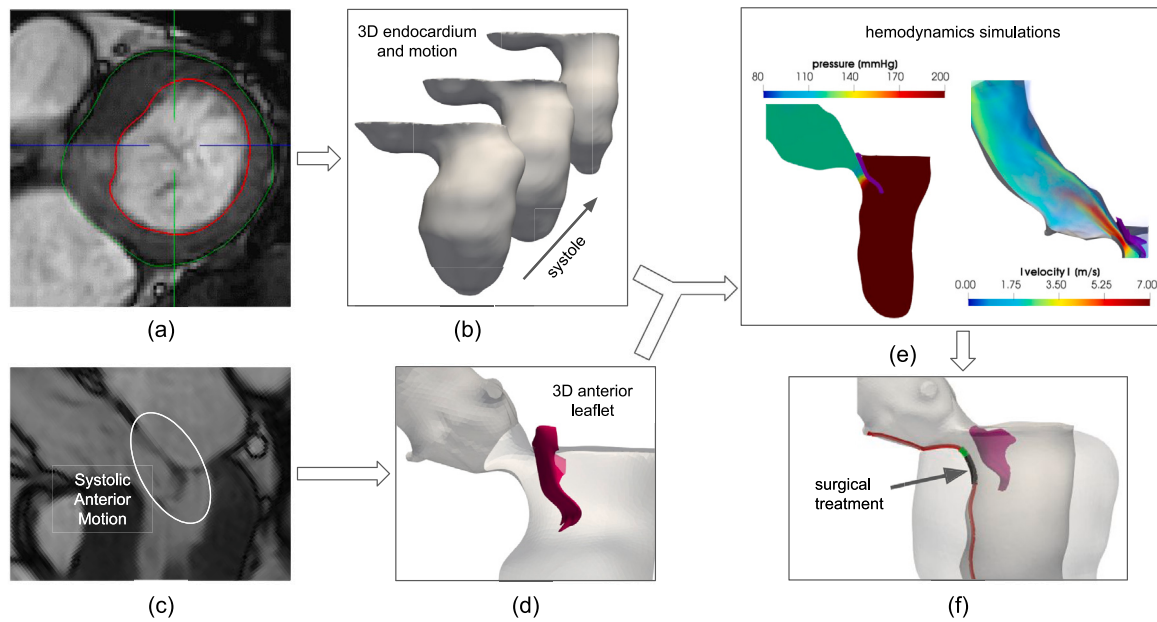 3D endocardium
and motion
systole
(a)
(b)
hemodynamics simulations
pressure (mmHg)
80 110 140 170 200
| velocity | (m/s)
0.00 1.75 3.50 5.25 7.00
(e)
Systolic
Anterior
Motion
(c)
3D anterior
leaflet
(d)
surgical
treatment
(f)